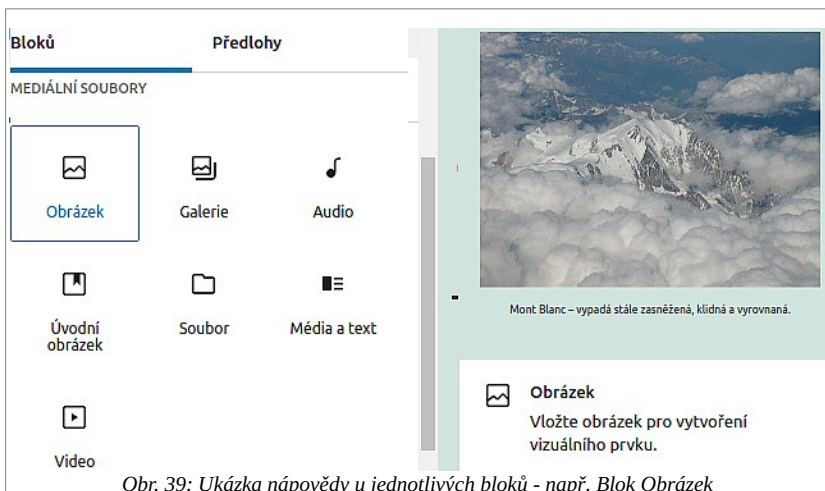 Bloků Předlohy
MEDIÁLNÍ SOUBORY
Obrázek Galerie Audio
Úvodní
obrázek
Soubor Média a text
Video
Mont Blanc – vypadá stále zasněžená, klidná a vyrovnaná.
Obrázek
Vložte obrázek pro vytvoření
vizuálního prvku.
Obr. 39: Ukázka nápovědy u jednotlivých bloků - např. Blok Obrázek